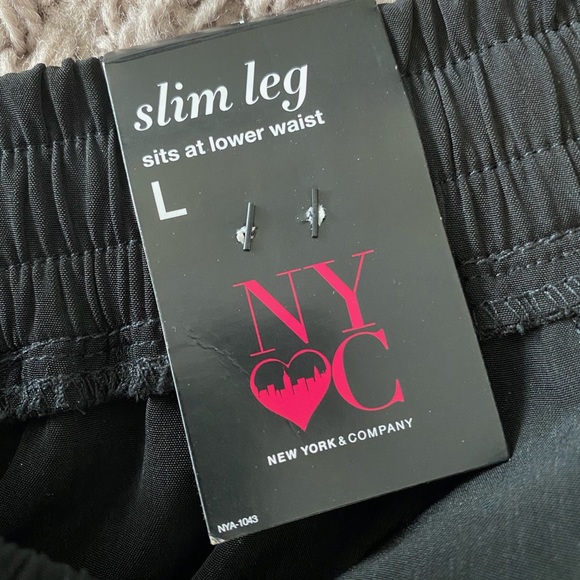 slim leg
sits at lower waist
L
NY
C
NEW YORK & COMPANY
NYA-1043